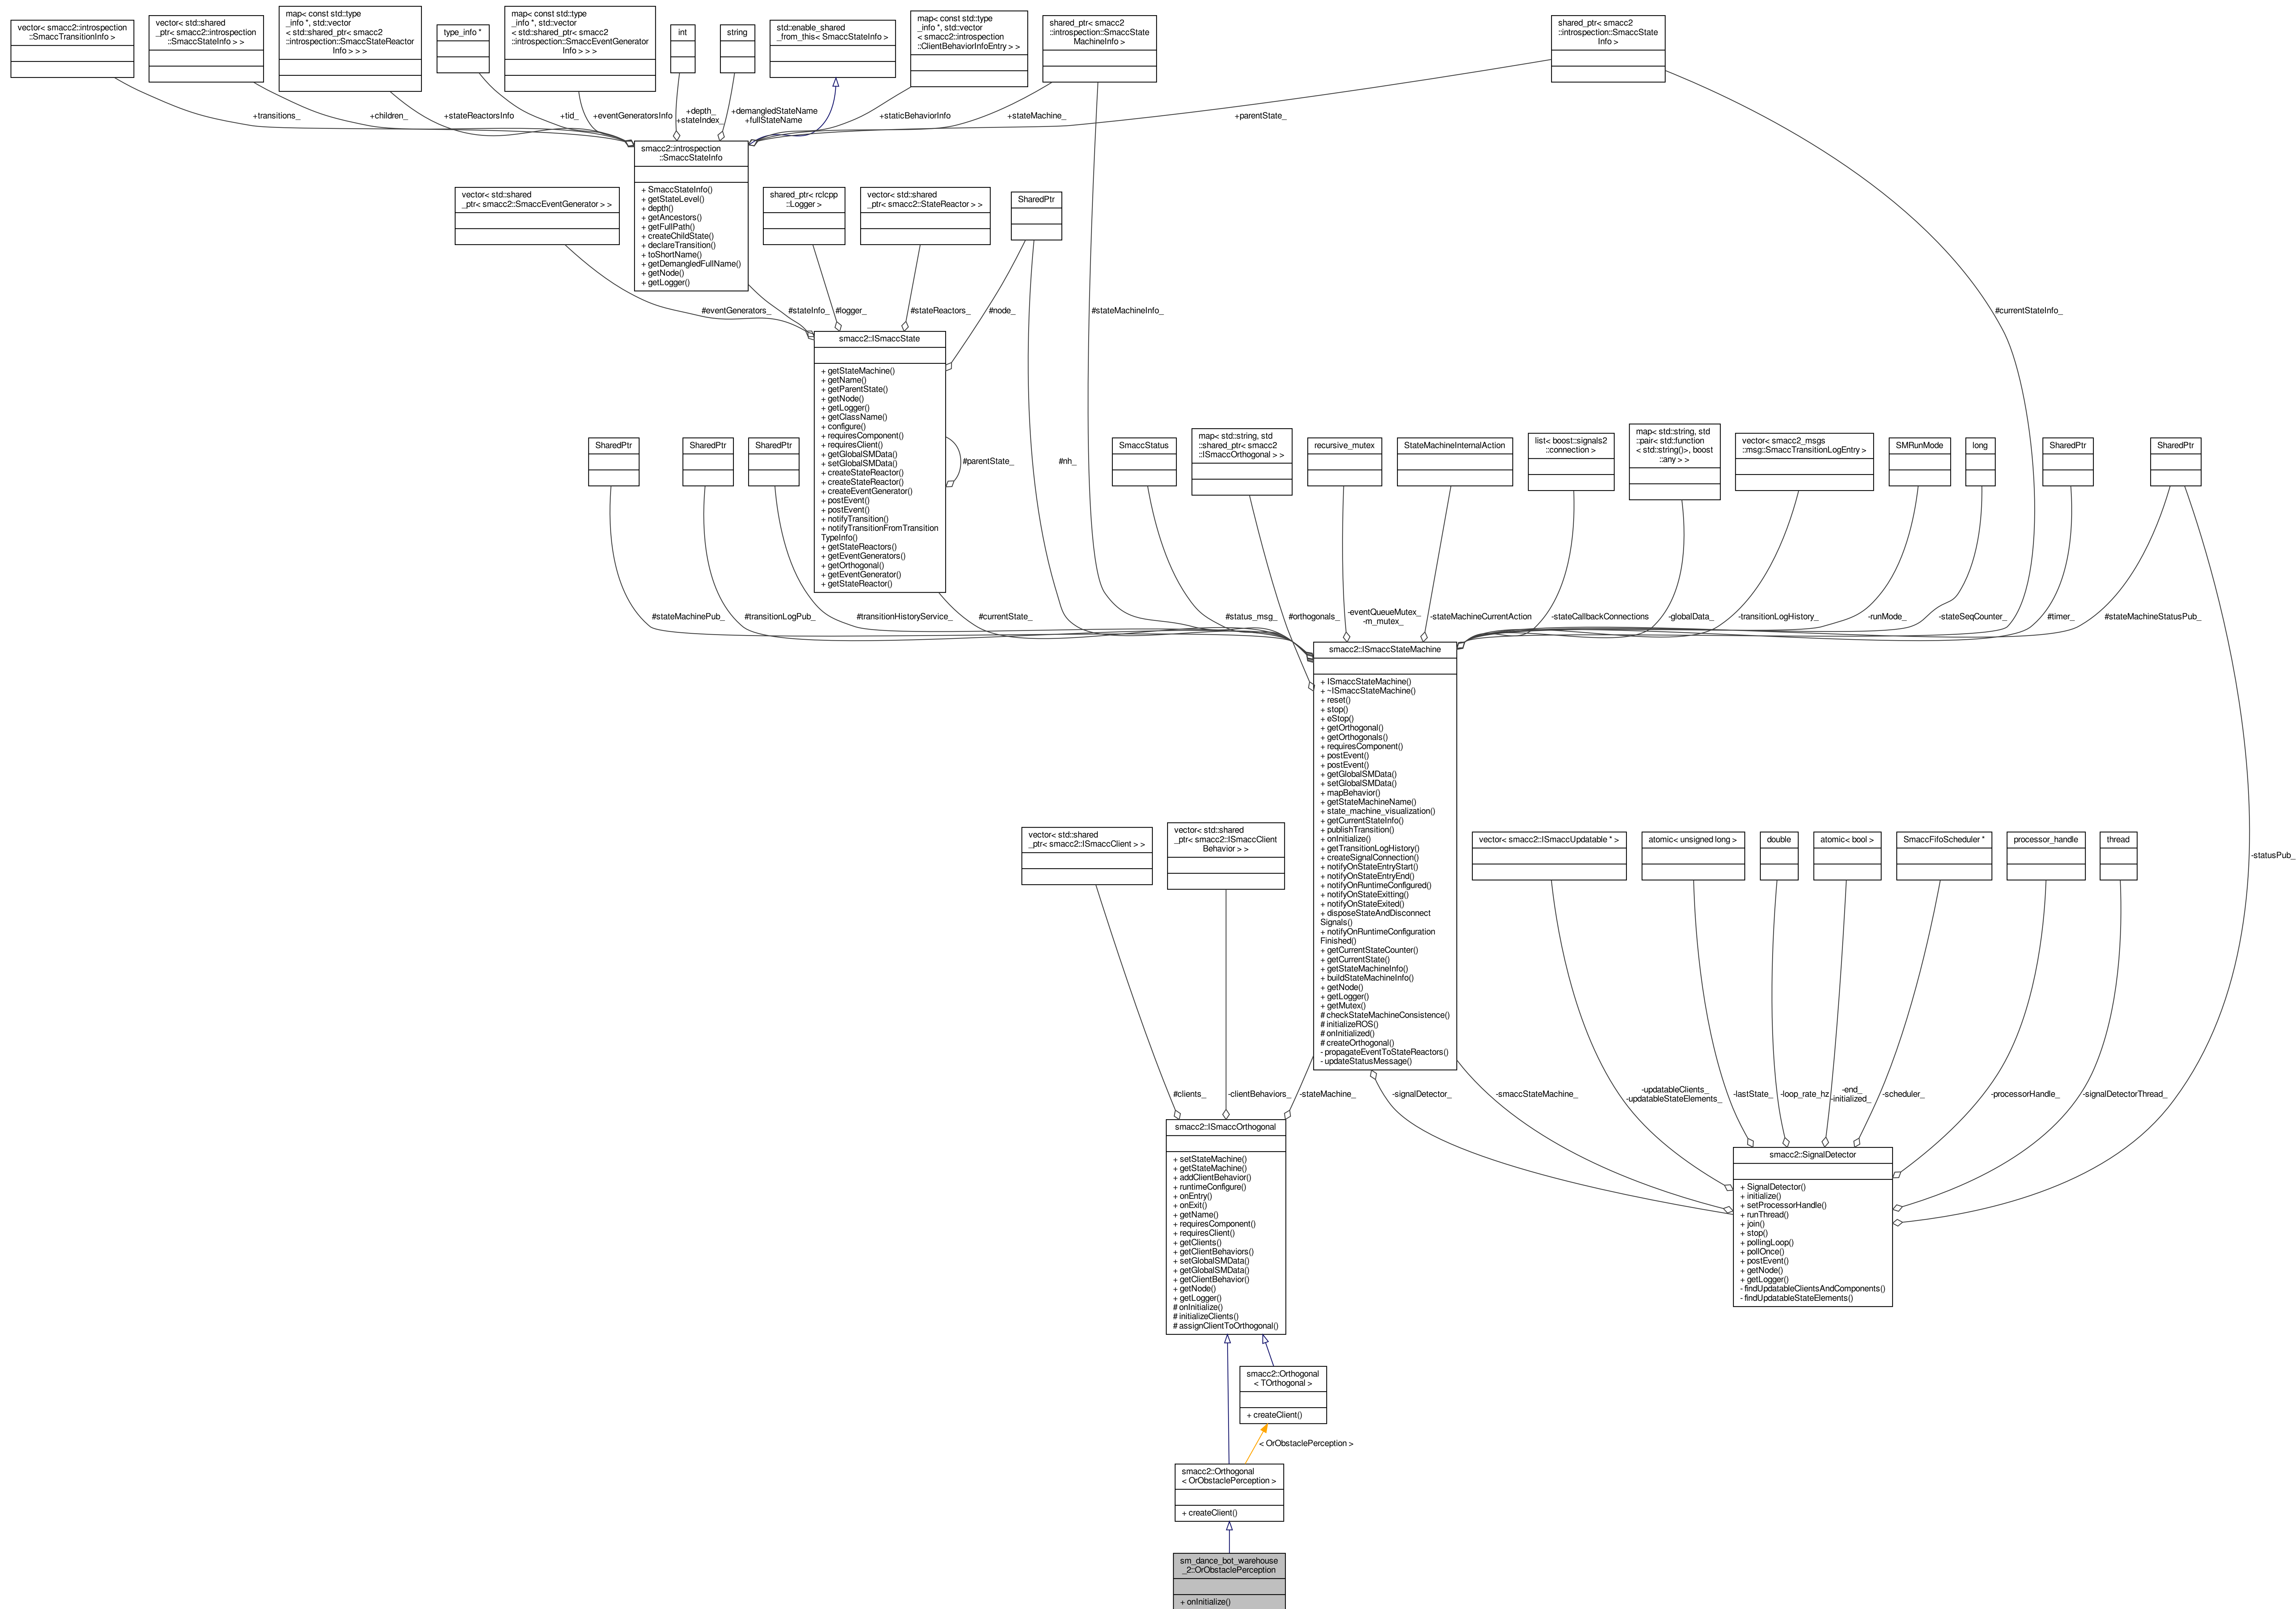 vector< smacc2::introspection
::SmaccTransitionInfo >
vector< std::shared
_ptr< smacc2::introspection
::SmaccStateInfo > >
map< const std::type
_info *, std::vector
< std::shared_ptr< smacc2
::introspection::SmaccStateReactor
Info > > >
type_info *
map< const std::type
_info *, std::vector
< std::shared_ptr< smacc2
::introspection::SmaccEventGenerator
Info > > >
int
string
std::enable_shared
_from_this< SmaccStateInfo >
map< const std::type
_info *, std::vector
< smacc2::introspection
::ClientBehaviorInfoEntry > >
shared_ptr< smacc2
::introspection::SmaccState
MachineInfo >
shared_ptr< smacc2
::introspection::SmaccState
Info >
+transitions_
+children_
+stateReactorsInfo
+tid_
+eventGeneratorsInfo
+depth_
+stateIndex_
+demangledStateName
+fullStateName
+staticBehaviorInfo
+stateMachine_
+parentState_
smacc2::introspection
::SmaccStateInfo
+ SmaccStateInfo()
+ getStateLevel()
+ depth()
+ getAncestors()
+ getFullPath()
+ createChildState()
+ declareTransition()
+ toShortName()
+ getDemangledFullName()
+ getNode()
+ getLogger()
vector< std::shared
_ptr< smacc2::SmaccEventGenerator > >
shared_ptr< rclcpp
::Logger >
vector< std::shared
_ptr< smacc2::StateReactor > >
SharedPtr
#eventGenerators_
#stateInfo_
#logger_
#stateReactors_
#node_
#stateMachineInfo_
#currentStateInfo_
smacc2::ISmaccState
+ getStateMachine()
+ getName()
+ getParentState()
+ getNode()
+ getLogger()
+ getClassName()
+ configure()
+ requiresComponent()
+ requiresClient()
+ getGlobalSMData()
+ setGlobalSMData()
+ createStateReactor()
+ createStateReactor()
+ createEventGenerator()
+ postEvent()
+ postEvent()
+ notifyTransition()
+ notifyTransitionFromTransition
TypeInfo()
+ getStateReactors()
+ getEventGenerators()
+ getOrthogonal()
+ getEventGenerator()
+ getStateReactor()
#parentState_
#nh_
SharedPtr
SharedPtr
SharedPtr
SmaccStatus
map< std::string, std
::shared_ptr< smacc2
::ISmaccOrthogonal > >
recursive_mutex
StateMachineInternalAction
list< boost::signals2
::connection >
map< std::string, std
::pair< std::function
< std::string()>, boost
::any > >
vector< smacc2_msgs
::msg::SmaccTransitionLogEntry >
SMRunMode
long
SharedPtr
SharedPtr
#stateMachinePub_
#transitionLogPub_
#transitionHistoryService_
#currentState_
#status_msg_
#orthogonals_
-eventQueueMutex_
-m_mutex_
-stateMachineCurrentAction
-stateCallbackConnections
-globalData_
-transitionLogHistory_
-runMode_
-stateSeqCounter_
#timer_
#stateMachineStatusPub_
smacc2::ISmaccStateMachine
+ ISmaccStateMachine()
+ ~ISmaccStateMachine()
+ reset()
+ stop()
+ eStop()
+ getOrthogonal()
+ getOrthogonals()
+ requiresComponent()
+ postEvent()
+ postEvent()
+ getGlobalSMData()
+ setGlobalSMData()
+ mapBehavior()
+ getStateMachineName()
+ state_machine_visualization()
+ getCurrentStateInfo()
+ publishTransition()
+ onInitialize()
+ getTransitionLogHistory()
+ createSignalConnection()
+ notifyOnStateEntryStart()
+ notifyOnStateEntryEnd()
+ notifyOnRuntimeConfigured()
+ notifyOnStateExitting()
+ notifyOnStateExited()
+ disposeStateAndDisconnect
Signals()
+ notifyOnRuntimeConfiguration
Finished()
+ getCurrentStateCounter()
+ getCurrentState()
+ getStateMachineInfo()
+ buildStateMachineInfo()
+ getNode()
+ getLogger()
+ getMutex()
# checkStateMachineConsistence()
# initializeROS()
# onInitialized()
# createOrthogonal()
- propagateEventToStateReactors()
- updateStatusMessage()
vector< std::shared
_ptr< smacc2::ISmaccClient > >
vector< std::shared
_ptr< smacc2::ISmaccClient
Behavior > >
vector< smacc2::ISmaccUpdatable * >
atomic< unsigned long >
double
atomic< bool >
SmaccFifoScheduler *
processor_handle
thread
-statusPub_
#clients_
-clientBehaviors_
-stateMachine_
-signalDetector_
-smaccStateMachine_
-updatableClients_
-updatableStateElements_
-lastState_
-loop_rate_hz
-end_
-initialized_
-scheduler_
-processorHandle_
-signalDetectorThread_
smacc2::ISmaccOrthogonal
+ setStateMachine()
+ getStateMachine()
+ addClientBehavior()
+ runtimeConfigure()
+ onEntry()
+ onExit()
+ getName()
+ requiresComponent()
+ requiresClient()
+ getClients()
+ getClientBehaviors()
+ setGlobalSMData()
+ getGlobalSMData()
+ getClientBehavior()
+ getNode()
+ getLogger()
# onInitialize()
# initializeClients()
# assignClientToOrthogonal()
smacc2::SignalDetector
+ SignalDetector()
+ initialize()
+ setProcessorHandle()
+ runThread()
+ join()
+ stop()
+ pollingLoop()
+ pollOnce()
+ postEvent()
+ getNode()
+ getLogger()
- findUpdatableClientsAndComponents()
- findUpdatableStateElements()
smacc2::Orthogonal
< TOrthogonal >
+ createClient()
< OrObstaclePerception >
smacc2::Orthogonal
< OrObstaclePerception >
+ createClient()
sm_dance_bot_warehouse
_2::OrObstaclePerception
+ onInitialize()